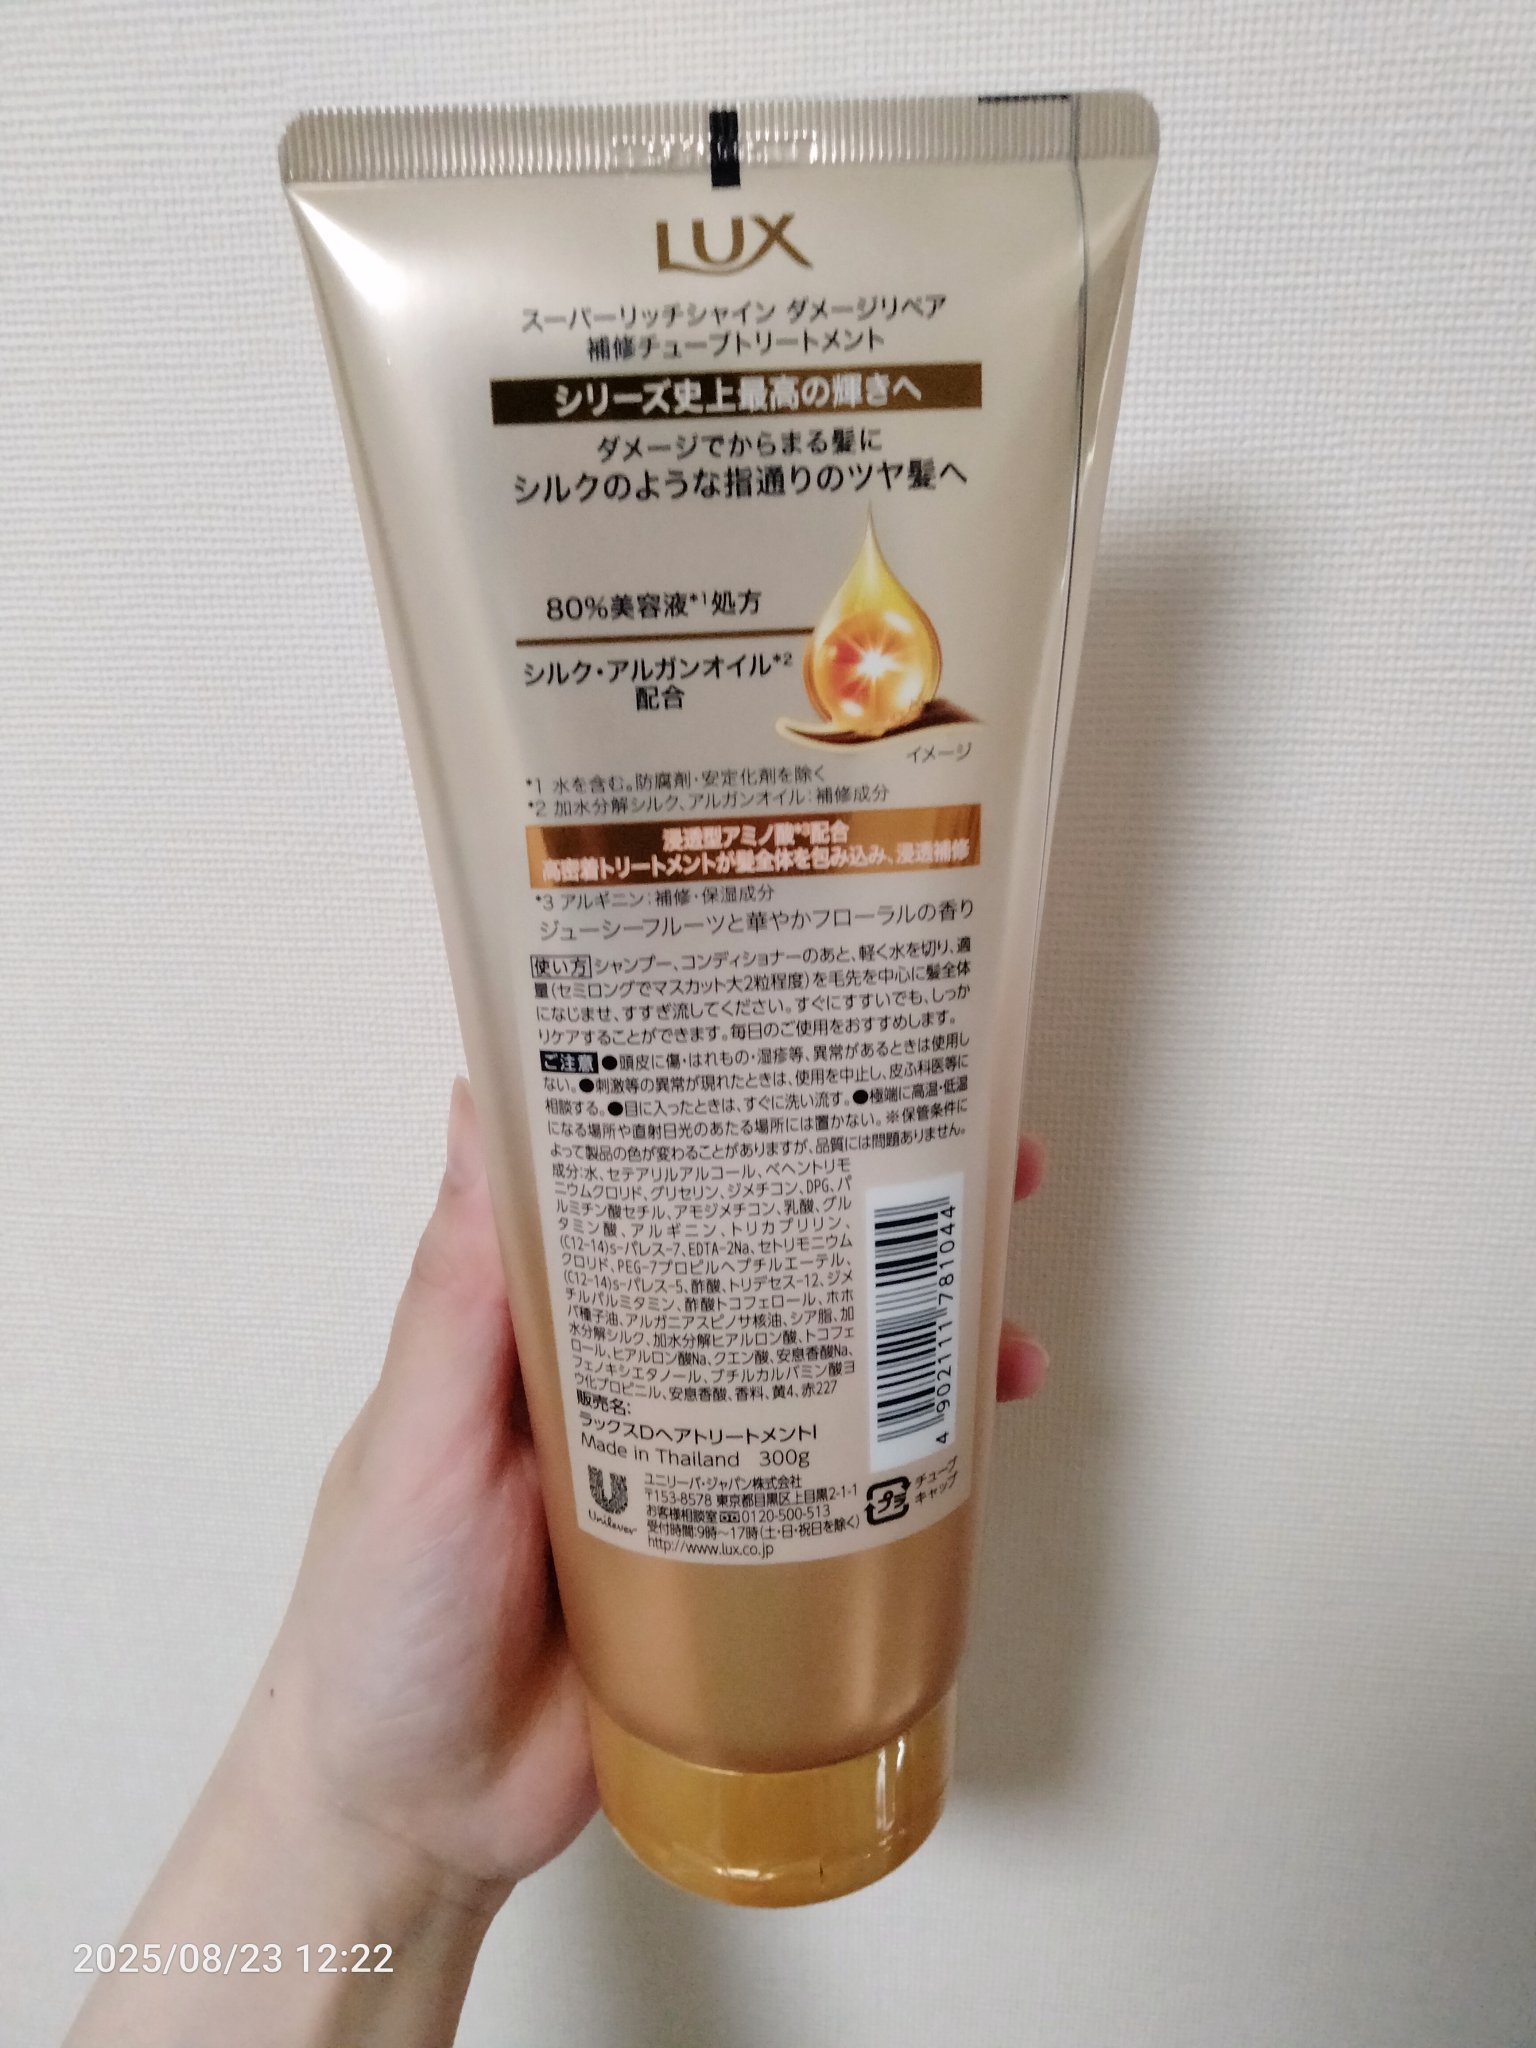 LUX
スーパーリッチシャイン ダメージリペア
補修チューブトリートメント
シリーズ史上最高の輝きへ
ダメージでからまる髪に
シルクのような指通りのツヤ髪へ
80%美容液*1処方
シルク・アルガンオイル*2
配合
イメージ
*1 水を含む。防腐剤・安定化剤を除く
*2 加水分解シルク、アルガンオイル:補修成分
浸透型アミノ酸*3配合
高密着トリートメントが髪全体を包み込み、浸透補修
*3 アルギニン:補修・保湿成分
ジューシーフルーツと華やかフローラルの香り
使い方 シャンプー、コンディショナーのあと、軽く水を切り、適
量(セミロングでマスカット大2粒程度)を毛先を中心に髪全体
になじませ、すすぎ流してください。すぐにすすいでも、しっか
りケアすることができます。毎日のご使用をおすすめします。
ご注意 ●頭皮に傷・はれもの・湿疹等、異常があるときは使用し
ない。●刺激等の異常が現れたときは、使用を中止し、皮ふ科医等に
相談する。●目に入ったときは、すぐに洗い流す。●極端に高温・低温
になる場所や直射日光のあたる場所には置かない。※保管条件に
よって製品の色が変わることがありますが、品質には問題ありません。
成分:水、セテアリルアルコール、ベヘントリモ
ニウムクロリド、グリセリン、ジメチコン、DPG、パ
ルミチン酸セチル、アモジメチコン、乳酸、グル
タミン酸、アルギニン、トリカプリリン、
(C12-14)s-パレス-7、EDTA-2Na、セトリモニウム
クロリド、PEG-7プロピルヘプチルエーテル、
(C12-14)s-パレス-5、酢酸、トリデセス-12、ジメ
チルパルミタミン、酢酸トコフェロール、ホホ
バ種子油、アルガニアスピノサ核油、シア脂、加
水分解シルク、加水分解ヒアルロン酸、トコフェ
ロール、ヒアルロン酸Na、クエン酸、安息香酸Na、
フェノキシエタノール、ブチルカルバミン酸ヨ
ウ化プロピニル、安息香酸、香料、黄4、赤227
販売名:
ラックスDヘアトリートメントI
Made in Thailand 300g
4 902111 781044
Unilever
ユニリーバ・ジャパン株式会社
〒153-8578 東京都目黒区上目黒2-1-1
お客様相談室 0120-500-513
受付時間:9時〜17時(土・日・祝日を除く)
http://www.lux.co.jp
プラ
チューブ
キャップ
2025/08/23 12:22